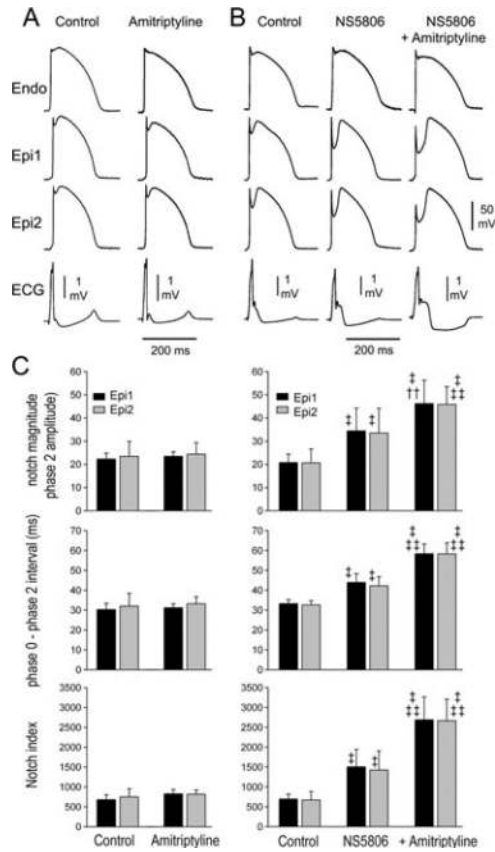 A
B
Control
Amitriptyline
Control
NS5806
NS5806
+ Amitriptyline
Endo
Epi1
Epi2
50
mV
ECG
1
mV
1
mV
1
mV
1
mV
1
mV
200 ms
200 ms
C
notch magnitude
phase 2 amplitude)
60
50
40
30
20
10
0
Epi1
Epi2
60
50
40
30
20
10
0
Epi1
Epi2
‡
‡
‡
††
‡
‡‡
phase 0 - phase 2 interval (ms)
70
60
50
40
30
20
10
0
70
60
50
40
30
20
10
0
‡
‡
‡
‡‡
‡
‡‡
Notch index
3500
3000
2500
2000
1500
1000
500
0
3500
3000
2500
2000
1500
1000
500
0
‡
‡
‡
‡‡
‡
‡‡
Control
Amitriptyline
Control
NS5806
+ Amitriptyline